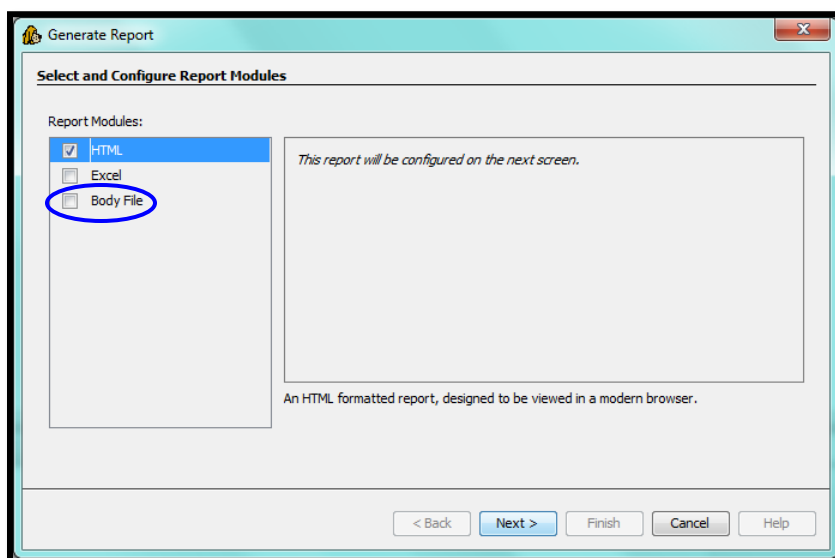 Generate Report
Select and Configure Report Modules
Report Modules:
HTML
Excel
Body File
This report will be configured on the next screen.
An HTML formatted report, designed to be viewed in a modern browser.
< Back Next > Finish Cancel Help